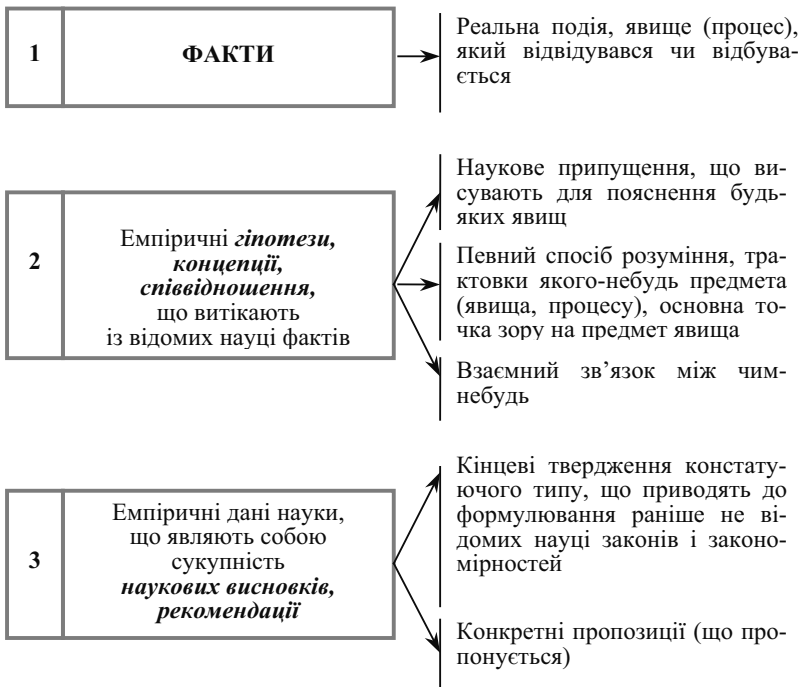 1
ФАКТИ
Реальна подія, явище (процес),
який відвідувався чи відбува-
ється
2
Емпіричні гіпотези,
концепції,
співвідношення,
що витікають
із відомих науці фактів
Наукове припущення, що ви-
сувають для пояснення будь-
яких явищ
Певний спосіб розуміння, тра-
ктовки якого-небудь предмета
(явища, процесу), основна то-
чка зору на предмет явища
Взаємний зв’язок між чим-
небудь
3
Емпіричні дані науки,
що являють собою
сукупність
наукових висновків,
рекомендації
Кінцеві твердження констату-
ючого типу, що приводять до
формулювання раніше не ві-
домих науці законів і законо-
мірностей
Конкретні пропозиції (що про-
понується)